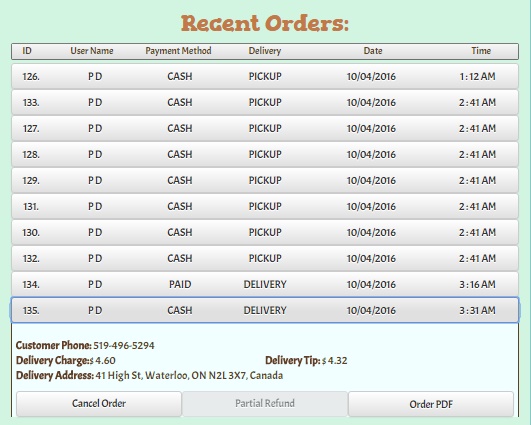 Recent Orders:
ID User Name Payment Method Delivery Date Time
126. P D CASH PICKUP 10/04/2016 1:12 AM
133. P D CASH PICKUP 10/04/2016 2:41 AM
127. P D CASH PICKUP 10/04/2016 2:41 AM
128. P D CASH PICKUP 10/04/2016 2:41 AM
129. P D CASH PICKUP 10/04/2016 2:41 AM
131. P D CASH PICKUP 10/04/2016 2:41 AM
130. P D CASH PICKUP 10/04/2016 2:41 AM
132. P D CASH PICKUP 10/04/2016 2:41 AM
134. P D PAID DELIVERY 10/04/2016 3:16 AM
135. P D CASH DELIVERY 10/04/2016 3:31 AM
Customer Phone: 519-496-5294
Delivery Charge:$ 4.60 Delivery Tip: $ 4.32
Delivery Address: 41 High St, Waterloo, ON N2L 3X7, Canada
Cancel Order Partial Refund Order PDF